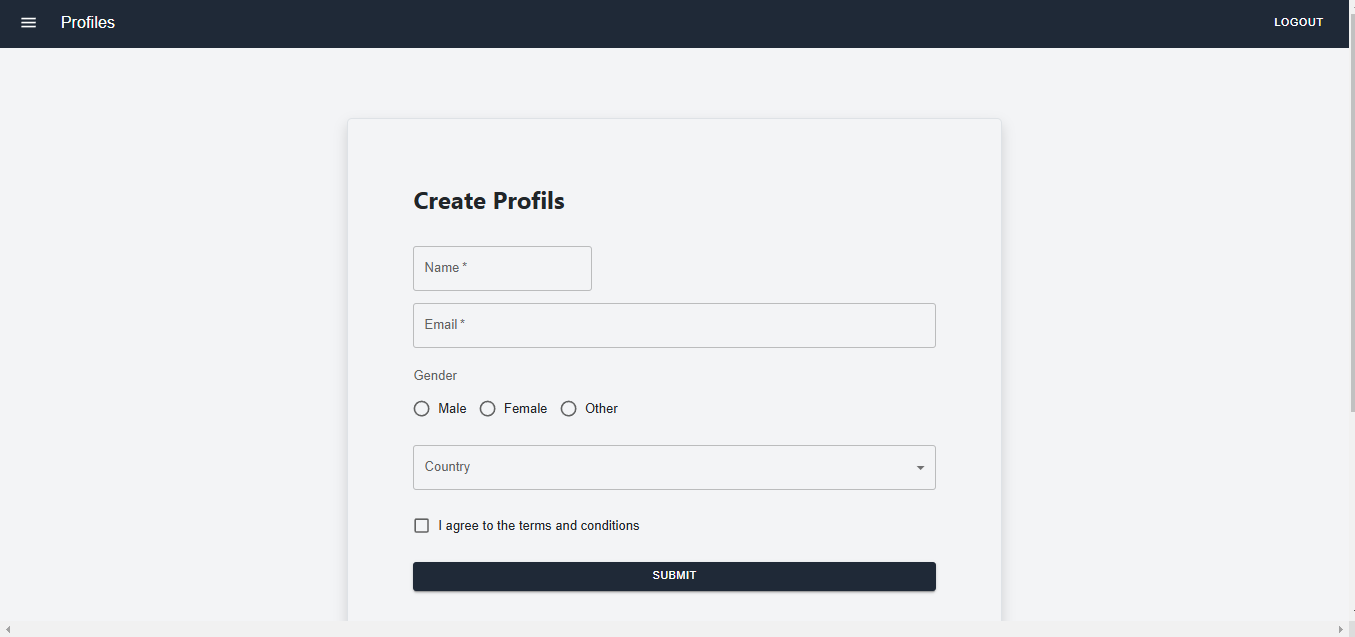 Profiles
LOGOUT
Create Profils
Name *
Email *
Gender
Male Female Other
Country
I agree to the terms and conditions
SUBMIT